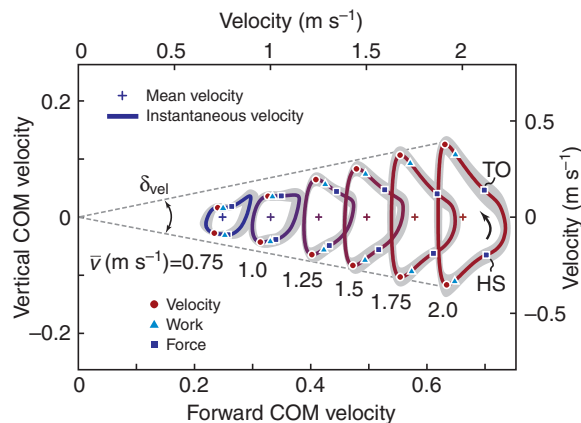 Velocity (m s⁻¹)
0 0.5 1 1.5 2
0.2
0
−0.2
Vertical COM velocity
Mean velocity
Instantaneous velocity
δvel
v̅ (m s⁻¹)=0.75
1.0
1.25
1.5
1.75
2.0
TO
HS
Velocity
Work
Force
0.5
0
−0.5
Velocity (m s⁻¹)
0 0.2 0.4 0.6
Forward COM velocity